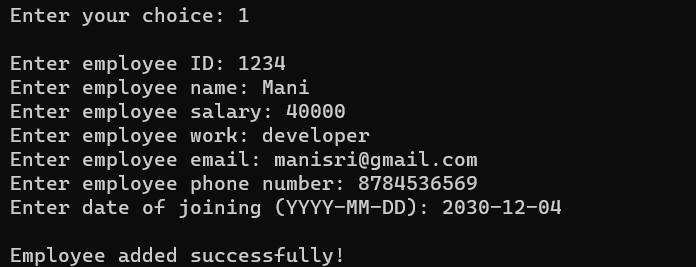 Enter your choice: 1
Enter employee ID: 1234
Enter employee name: Mani
Enter employee salary: 40000
Enter employee work: developer
Enter employee email: manisri@gmail.com
Enter employee phone number: 8784536569
Enter date of joining (YYYY-MM-DD): 2030-12-04
Employee added successfully!